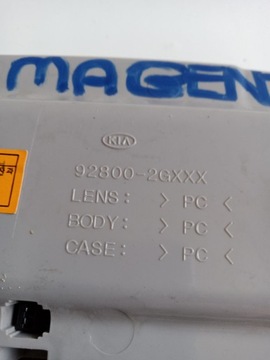 MAGEN
KIA
92800-2GXXX
LENS: > PC <
BODY: > PC <
CASE: > PC <